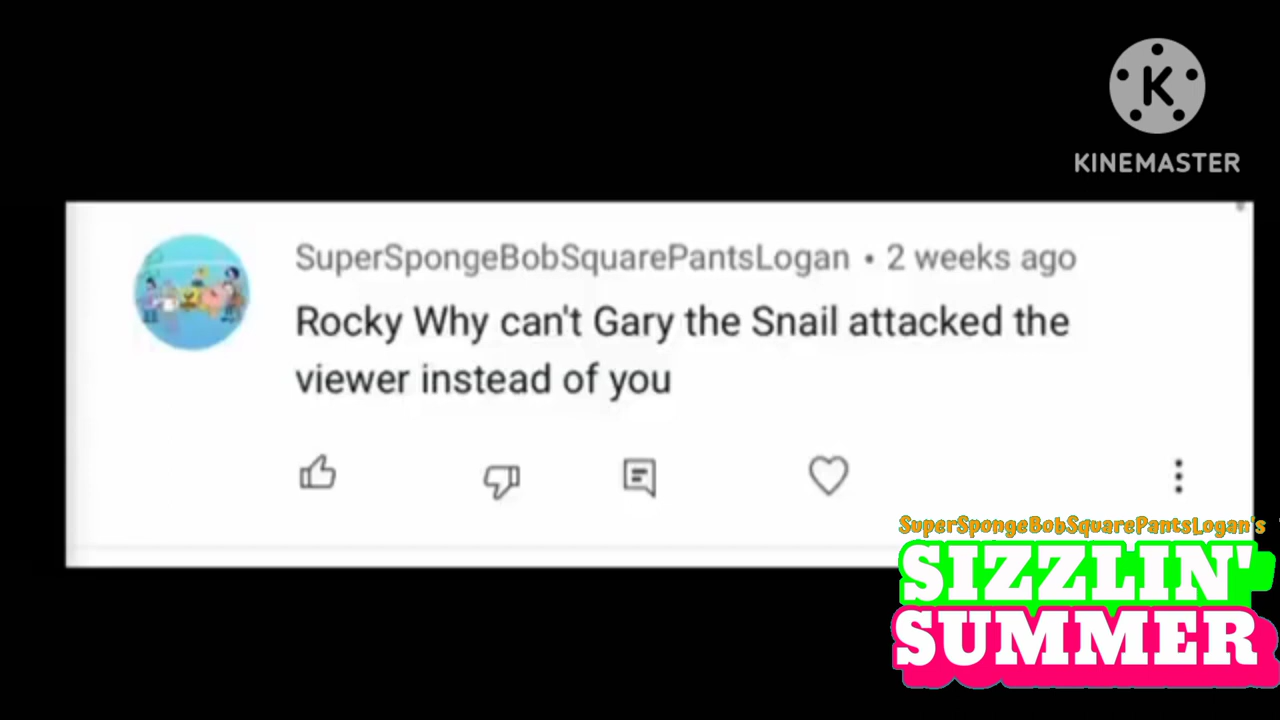 K
KINEMASTER
SuperSpongeBobSquarePantsLogan • 2 weeks ago
Rocky Why can't Gary the Snail attacked the
viewer instead of you
SuperSpongeBobSquarePantsLogan's
SIZZLIN'
SUMMER